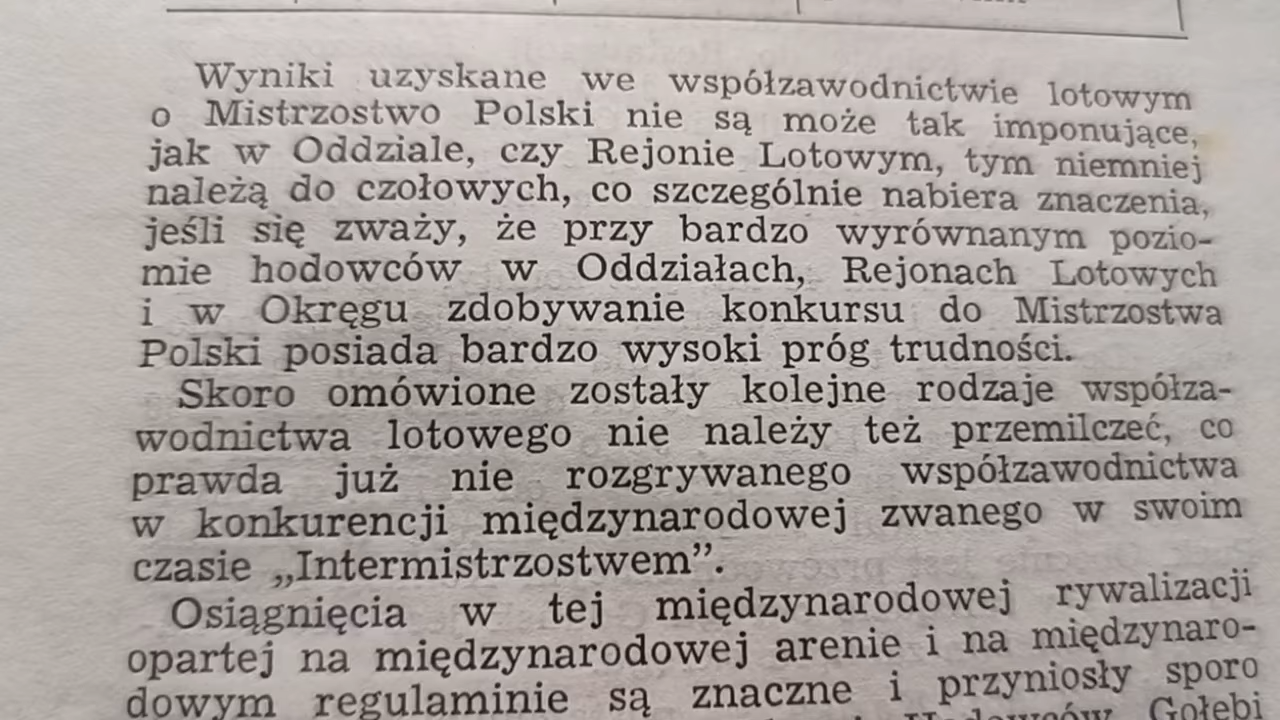 Wyniki uzyskane we współzawodnictwie lotowym
o Mistrzostwo Polski nie są może tak imponujące,
jak w Oddziale, czy Rejonie Lotowym, tym niemniej
należą do czołowych, co szczególnie nabiera znaczenia,
jeśli się zważy, że przy bardzo wyrównanym pozio-
mie hodowców w Oddziałach, Rejonach Lotowych
i w Okręgu zdobywanie konkursu do Mistrzostwa
Polski posiada bardzo wysoki próg trudności.
Skoro omówione zostały kolejne rodzaje współza-
wodnictwa lotowego nie należy też przemilczeć, co
prawda już nie rozgrywanego współzawodnictwa
w konkurencji międzynarodowej zwanego w swoim
czasie „Intermistrzostwem”.
Osiągnięcia w tej międzynarodowej rywalizacji
opartej na międzynarodowej arenie i na międzynaro-
dowym regulaminie są znaczne i przyniosły sporo
Hodowców Gołębi